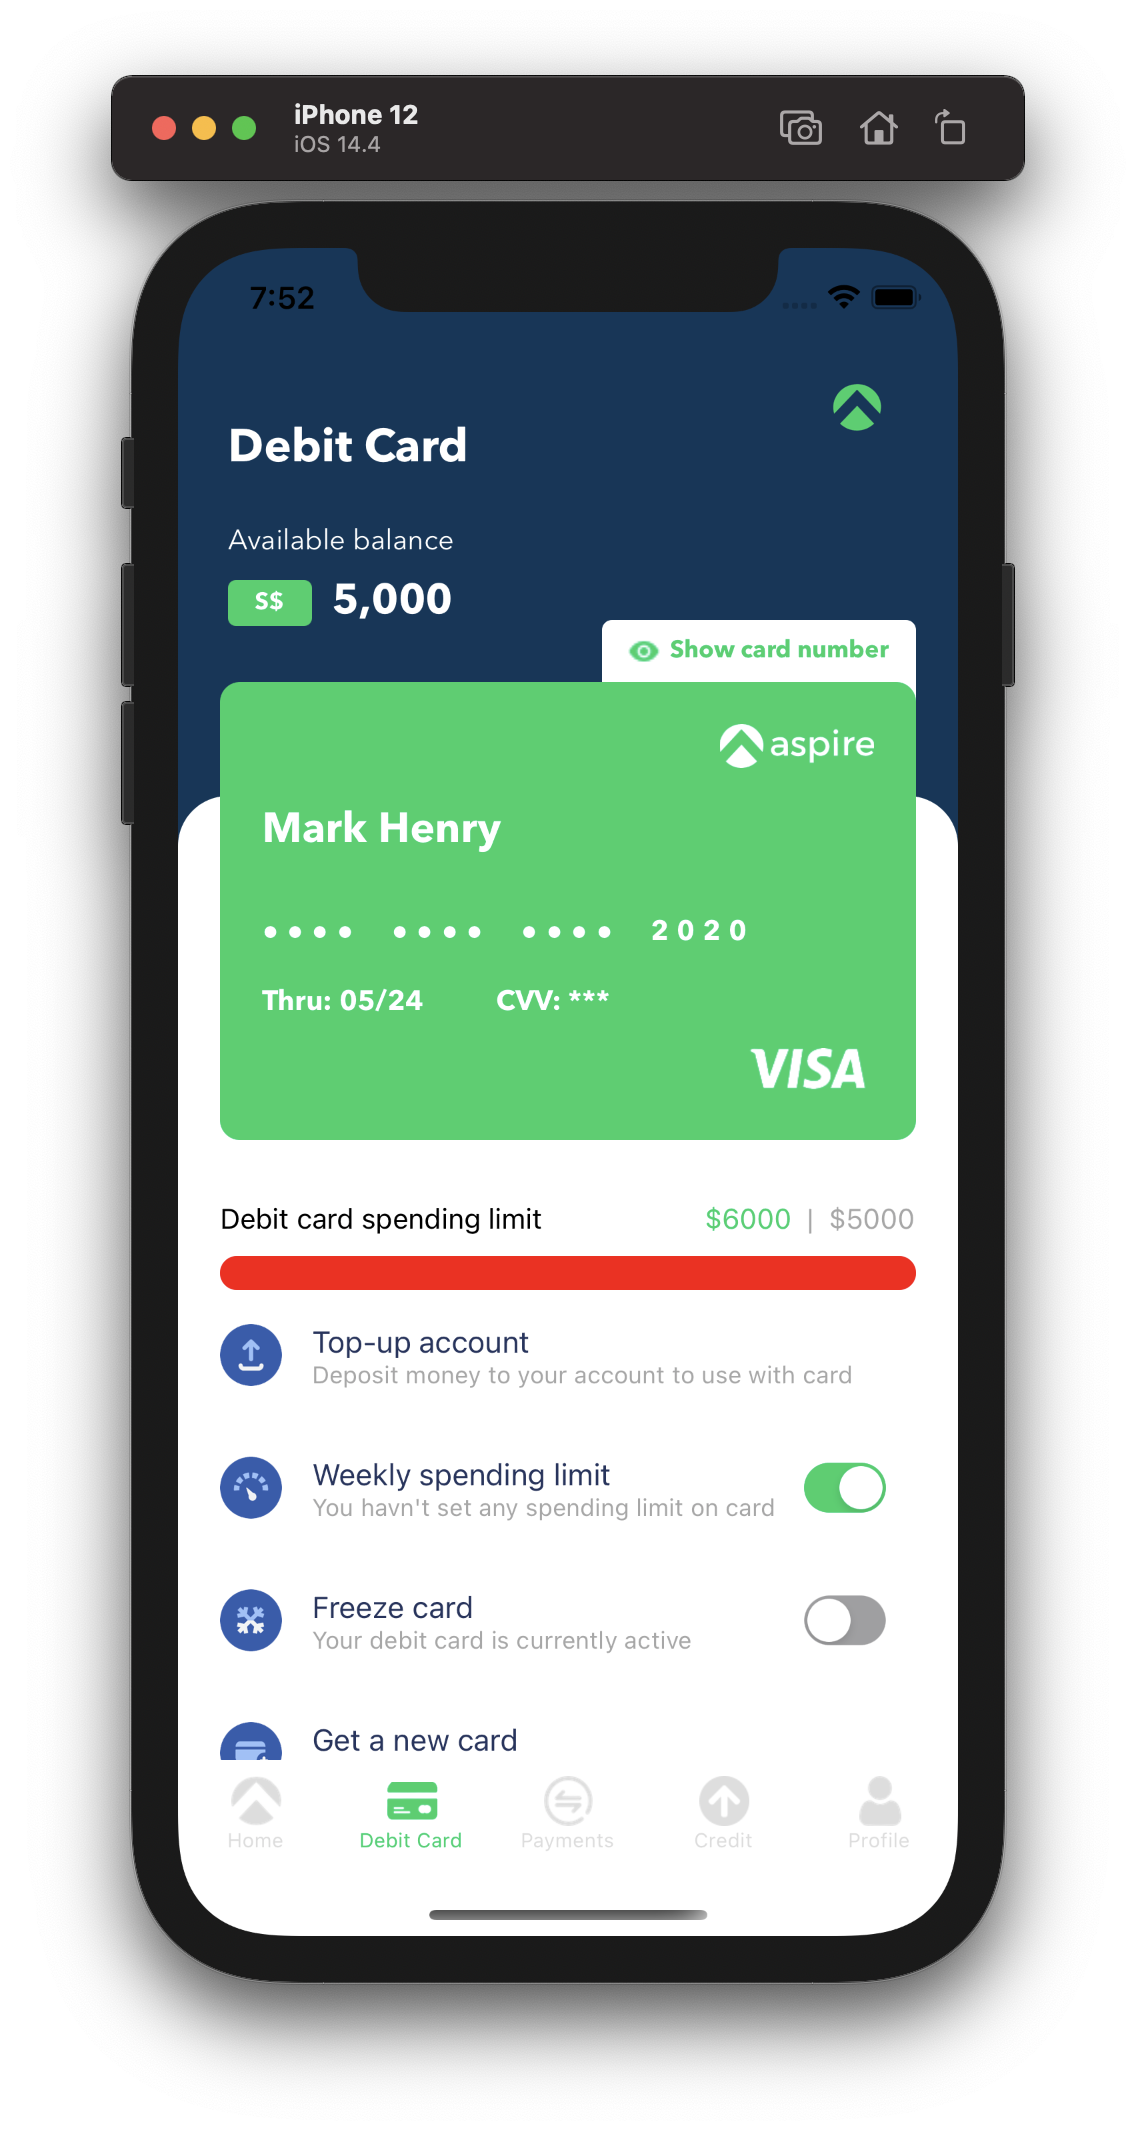 iPhone 12
iOS 14.4
7:52
Debit Card
Available balance
S$ 5,000
Show card number
aspire
Mark Henry
•••• •••• •••• 2020
Thru: 05/24 CVV: ***
VISA
Debit card spending limit $6000 | $5000
Top-up account
Deposit money to your account to use with card
Weekly spending limit
You havn't set any spending limit on card
Freeze card
Your debit card is currently active
Get a new card
Home Debit Card Payments Credit Profile